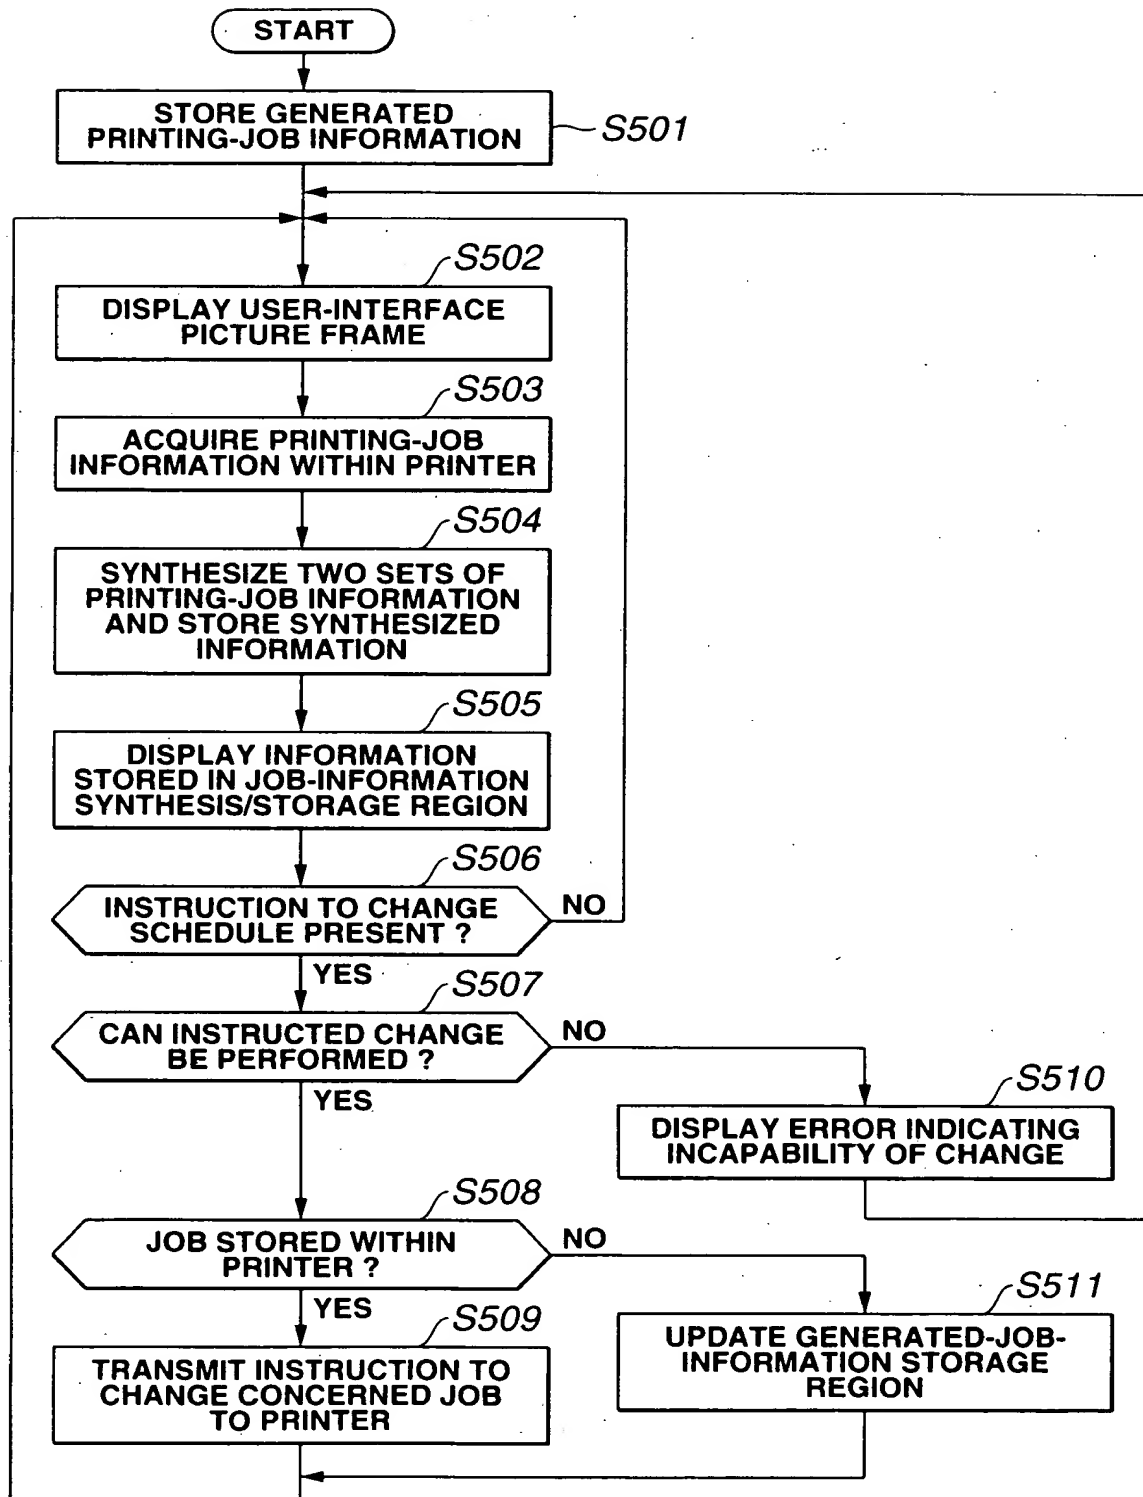 START
STORE GENERATED
PRINTING-JOB INFORMATION
S501
S502
DISPLAY USER-INTERFACE
PICTURE FRAME
S503
ACQUIRE PRINTING-JOB
INFORMATION WITHIN PRINTER
S504
SYNTHESIZE TWO SETS OF
PRINTING-JOB INFORMATION
AND STORE SYNTHESIZED
INFORMATION
S505
DISPLAY INFORMATION
STORED IN JOB-INFORMATION
SYNTHESIS/STORAGE REGION
S506
INSTRUCTION TO CHANGE
SCHEDULE PRESENT ?
NO
YES
S507
CAN INSTRUCTED CHANGE
BE PERFORMED ?
NO
YES
S510
DISPLAY ERROR INDICATING
INCAPABILITY OF CHANGE
S508
JOB STORED WITHIN
PRINTER ?
NO
YES
S511
UPDATE GENERATED-JOB-
INFORMATION STORAGE
REGION
S509
TRANSMIT INSTRUCTION TO
CHANGE CONCERNED JOB
TO PRINTER